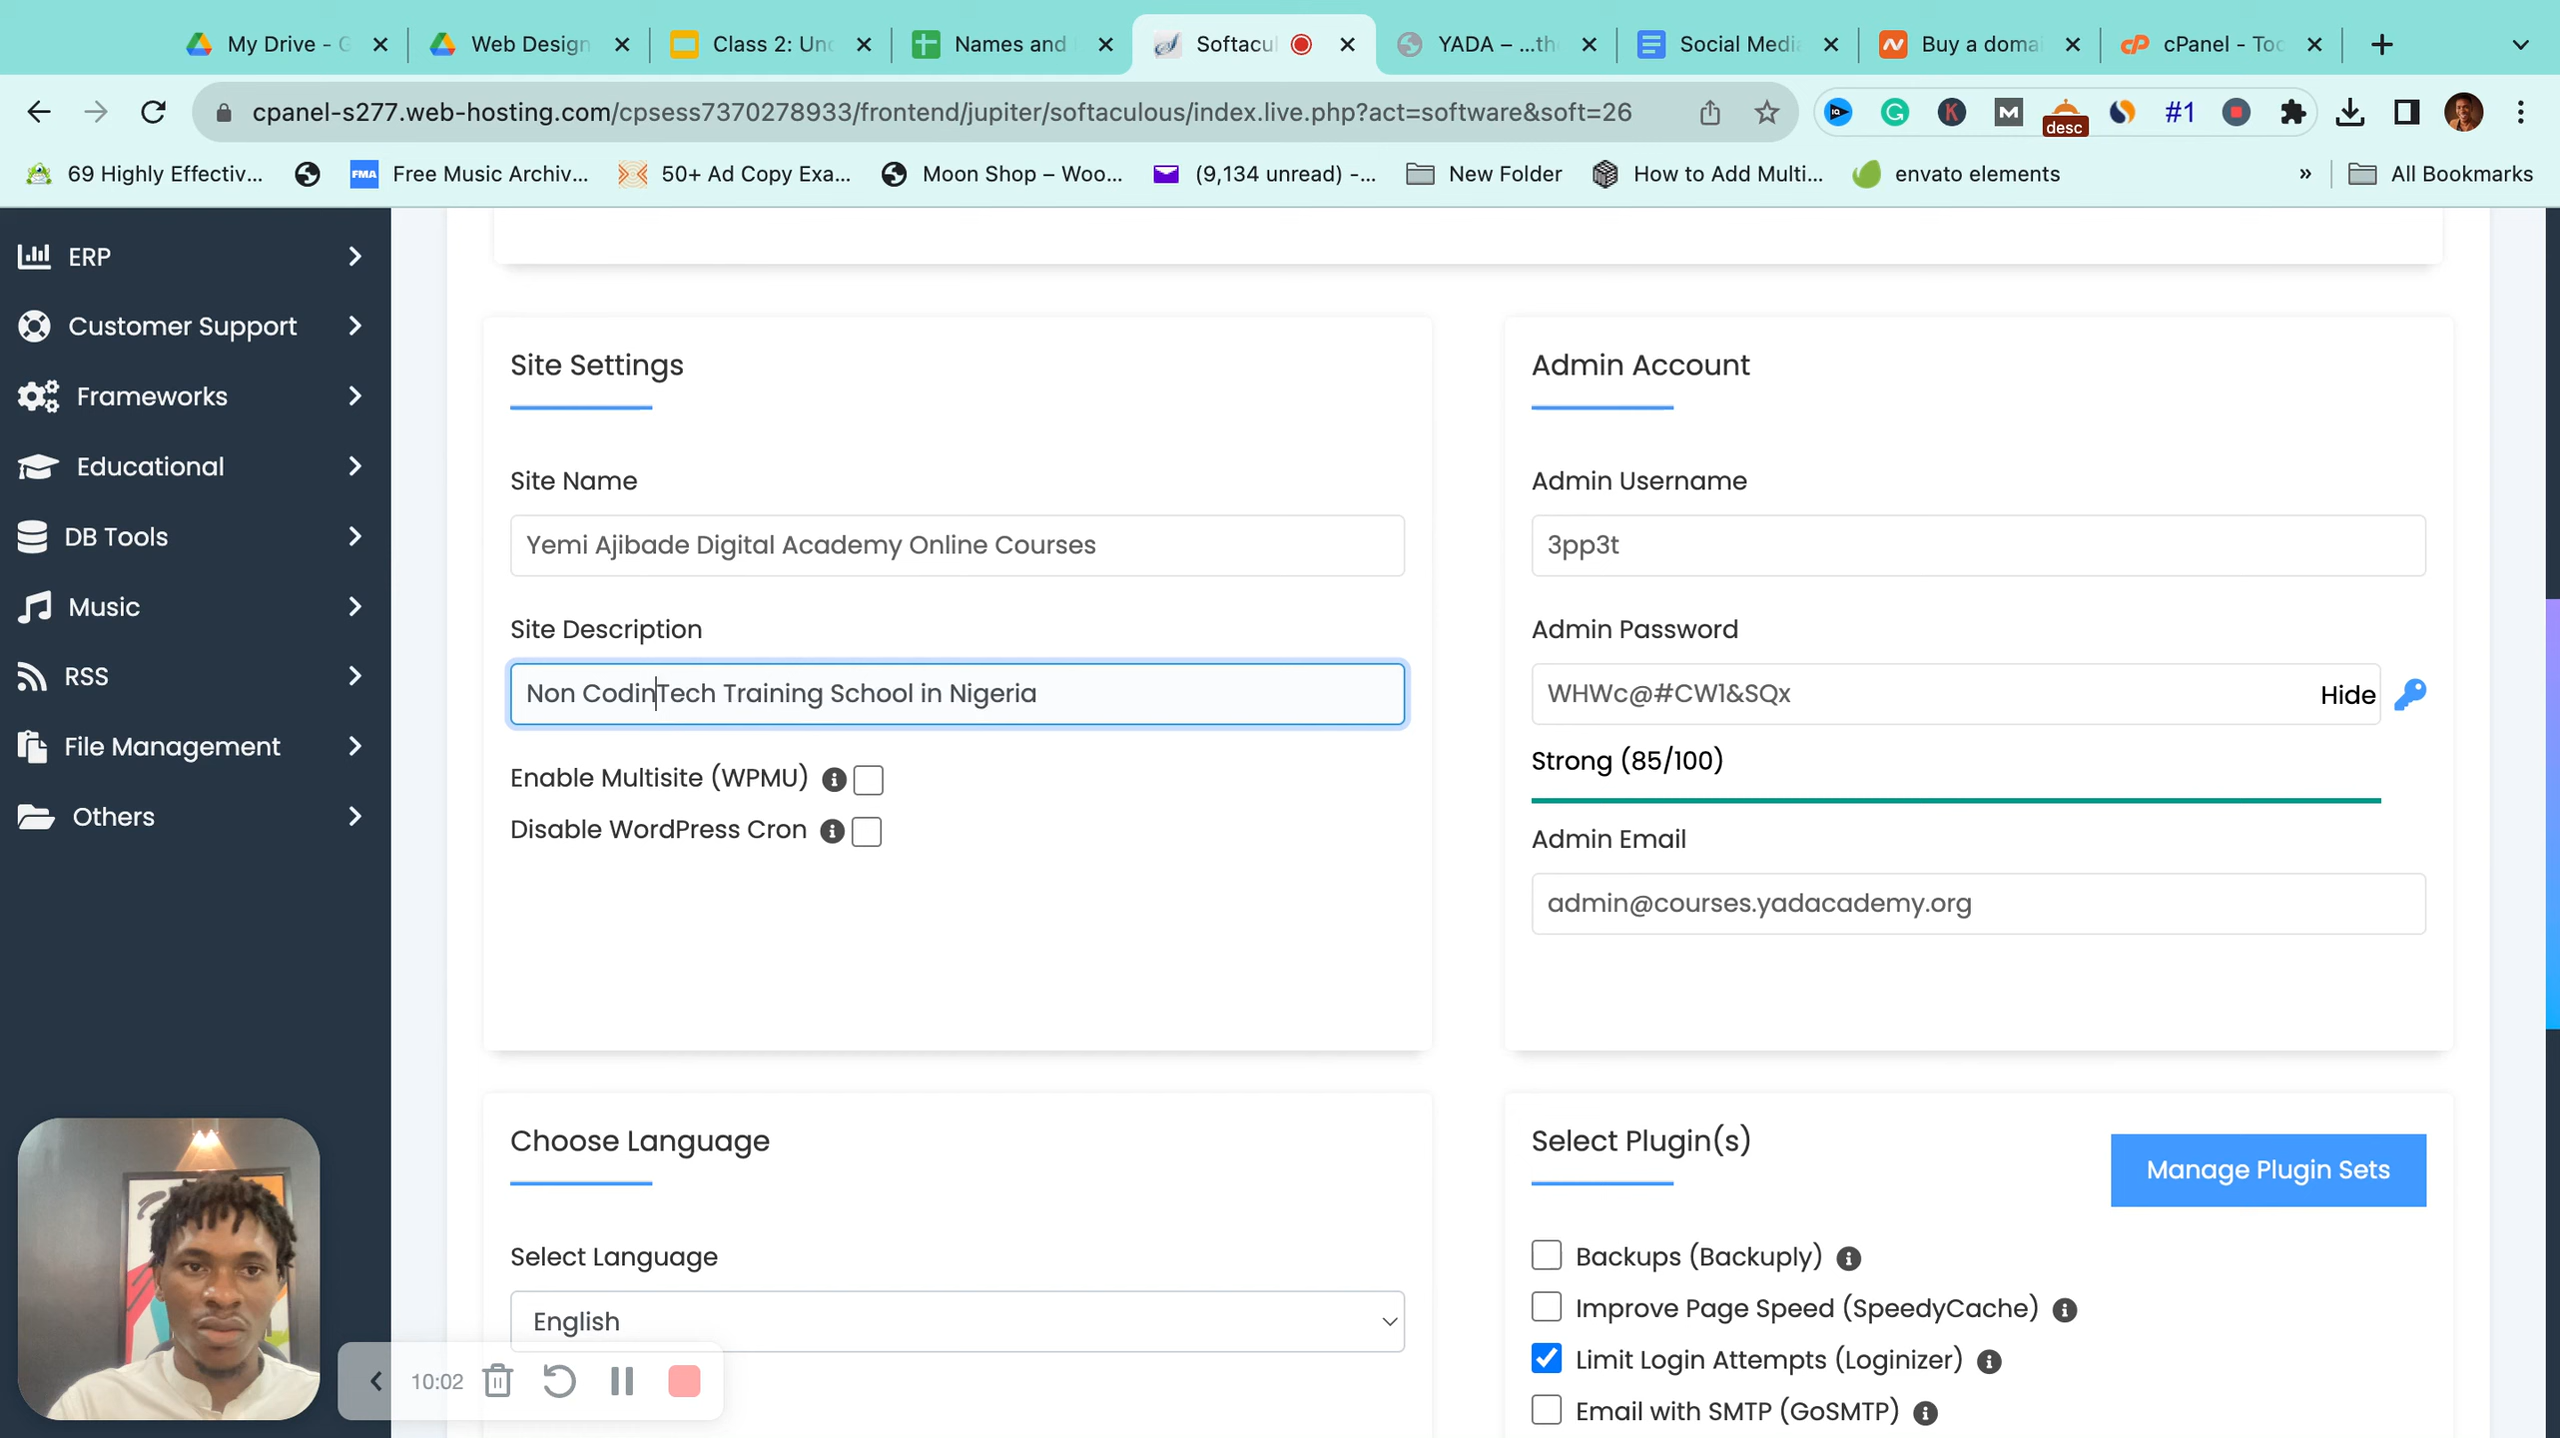 My Drive - G
Web Design
Class 2: Unc
Names and
Softacul
YADA – ...the
Social Media
Buy a domai
cPanel - Too
cpanel-s277.web-hosting.com/cpsess7370278933/frontend/jupiter/softaculous/index.live.php?act=software&soft=26
desc
#1
69 Highly Effectiv...
FMA
Free Music Archiv...
50+ Ad Copy Exa...
Moon Shop – Woo...
(9,134 unread) -...
New Folder
How to Add Multi...
envato elements
»
All Bookmarks
ERP
Customer Support
Frameworks
Educational
DB Tools
Music
RSS
File Management
Others
Site Settings
Site Name
Yemi Ajibade Digital Academy Online Courses
Site Description
Non CodinTech Training School in Nigeria
Enable Multisite (WPMU)
Disable WordPress Cron
Admin Account
Admin Username
3pp3t
Admin Password
WHWc@#CW1&SQx
Hide
Strong (85/100)
Admin Email
admin@courses.yadacademy.org
Choose Language
Select Language
English
Select Plugin(s)
Manage Plugin Sets
Backups (Backuply)
Improve Page Speed (SpeedyCache)
Limit Login Attempts (Loginizer)
Email with SMTP (GoSMTP)
10:02